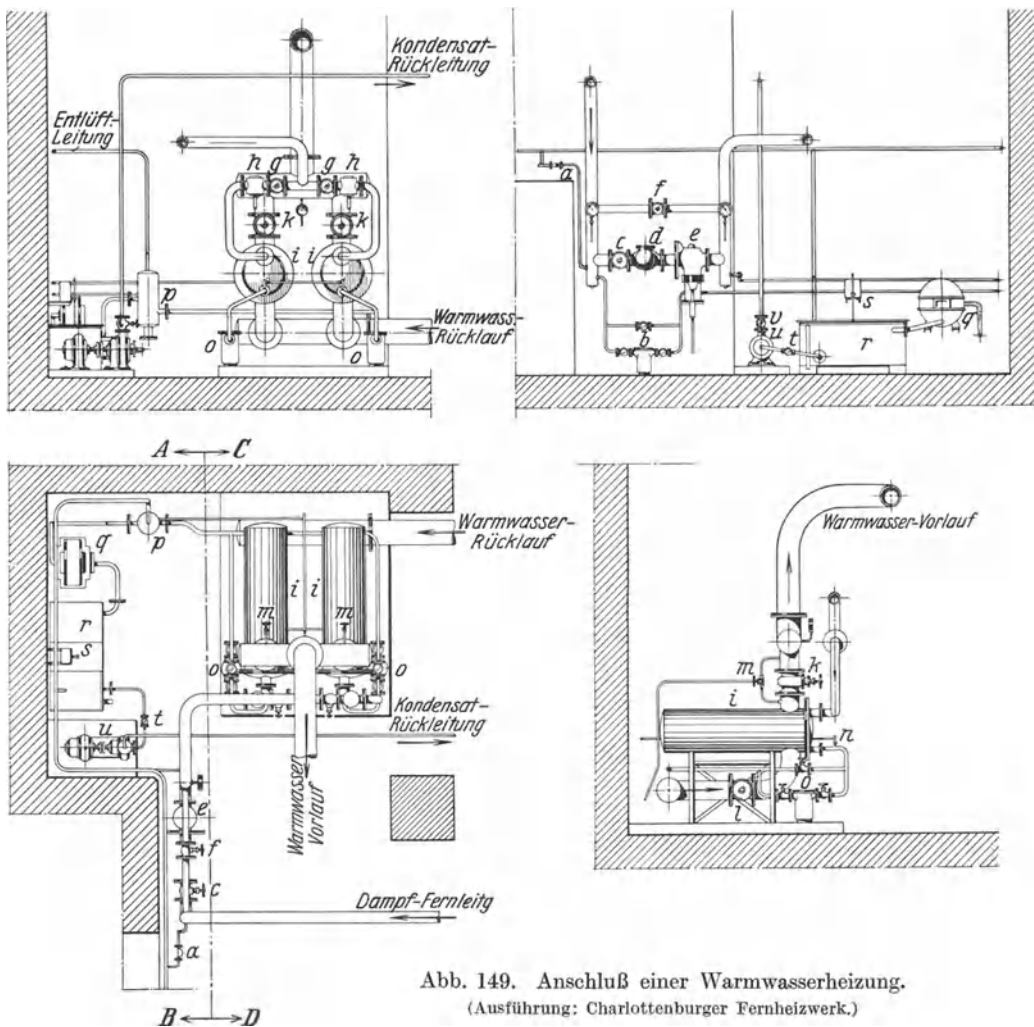 Kondensat-
Rückleitung
Entlüft-
Leitung
h g g h
k k
i i
p
Warmwass.-
Rücklauf
o o
a
f
c d e
b
s
q
v
u t
r
A C
Warmwasser-
Rücklauf
q
p
i i
r
m m
s
o o
Kondensat-
Rückleitung
t
u
Warmwasser
Vorlauf
e
f
c
Dampf-Fernleitg
a
B D
Warmwasser-Vorlauf
m k
i
n
o
l
Abb. 149. Anschluß einer Warmwasserheizung.
(Ausführung: Charlottenburger Fernheizwerk.)